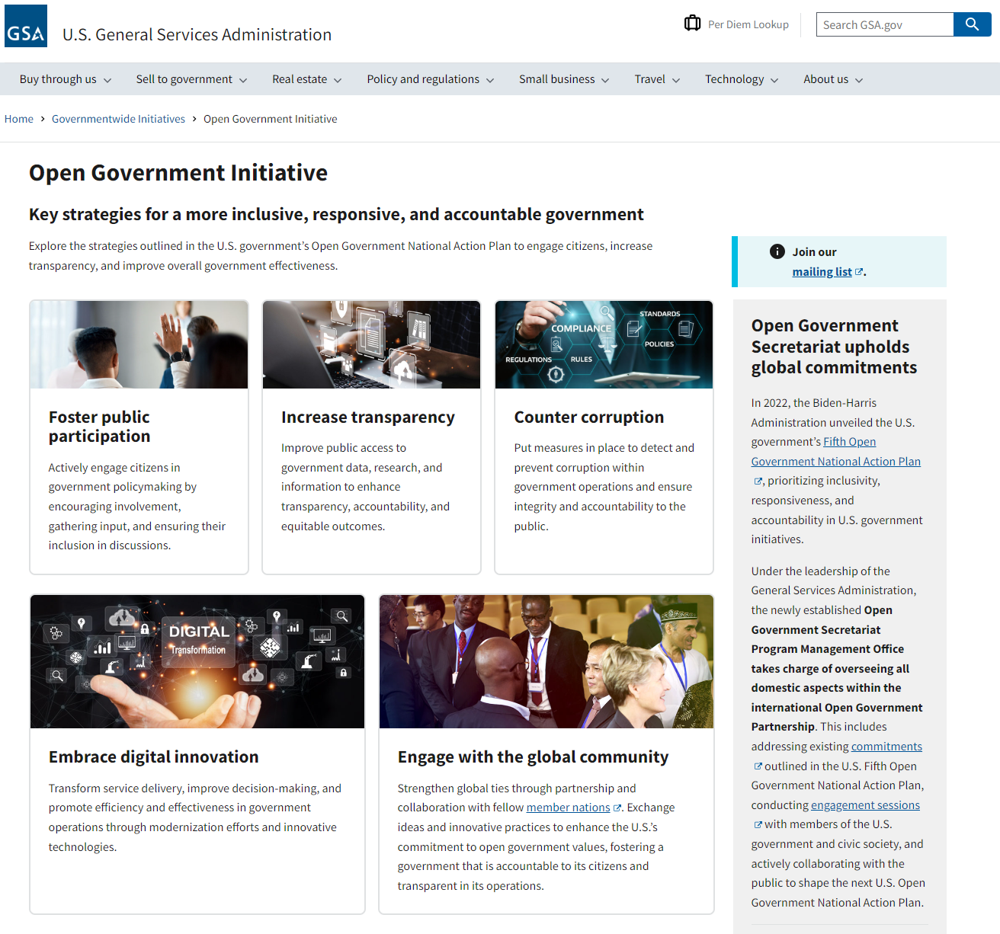 GSA
U.S. General Services Administration
Per Diem Lookup
Search GSA.gov
Buy through us
Sell to government
Real estate
Policy and regulations
Small business
Travel
Technology
About us
Home
Governmentwide Initiatives
Open Government Initiative
Open Government Initiative
Key strategies for a more inclusive, responsive, and accountable government
Explore the strategies outlined in the U.S. government’s Open Government National Action Plan to engage citizens, increase
transparency, and improve overall government effectiveness.
Foster public
participation
Actively engage citizens in
government policymaking by
encouraging involvement,
gathering input, and ensuring their
inclusion in discussions.
Increase transparency
Improve public access to
government data, research, and
information to enhance
transparency, accountability, and
equitable outcomes.
COMPLIANCE
STANDARDS
POLICIES
REGULATIONS
RULES
Counter corruption
Put measures in place to detect and
prevent corruption within
government operations and ensure
integrity and accountability to the
public.
DIGITAL
Transformation
Embrace digital innovation
Transform service delivery, improve decision-making, and
promote efficiency and effectiveness in government
operations through modernization efforts and innovative
technologies.
Engage with the global community
Strengthen global ties through partnership and
collaboration with fellow member nations. Exchange
ideas and innovative practices to enhance the U.S.’s
commitment to open government values, fostering a
government that is accountable to its citizens and
transparent in its operations.
Join our
mailing list.
Open Government
Secretariat upholds
global commitments
In 2022, the Biden-Harris
Administration unveiled the U.S.
government’s Fifth Open
Government National Action Plan
, prioritizing inclusivity,
responsiveness, and
accountability in U.S. government
initiatives.
Under the leadership of the
General Services Administration,
the newly established Open
Government Secretariat
Program Management Office
takes charge of overseeing all
domestic aspects within the
international Open Government
Partnership. This includes
addressing existing commitments
outlined in the U.S. Fifth Open
Government National Action Plan,
conducting engagement sessions
with members of the U.S.
government and civic society, and
actively collaborating with the
public to shape the next U.S. Open
Government National Action Plan.